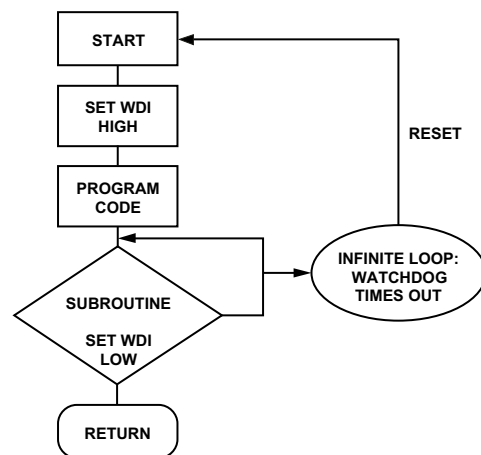 START
SET WDI
HIGH
RESET
PROGRAM
CODE
INFINITE LOOP:
WATCHDOG
TIMES OUT
SUBROUTINE
SET WDI
LOW
RETURN